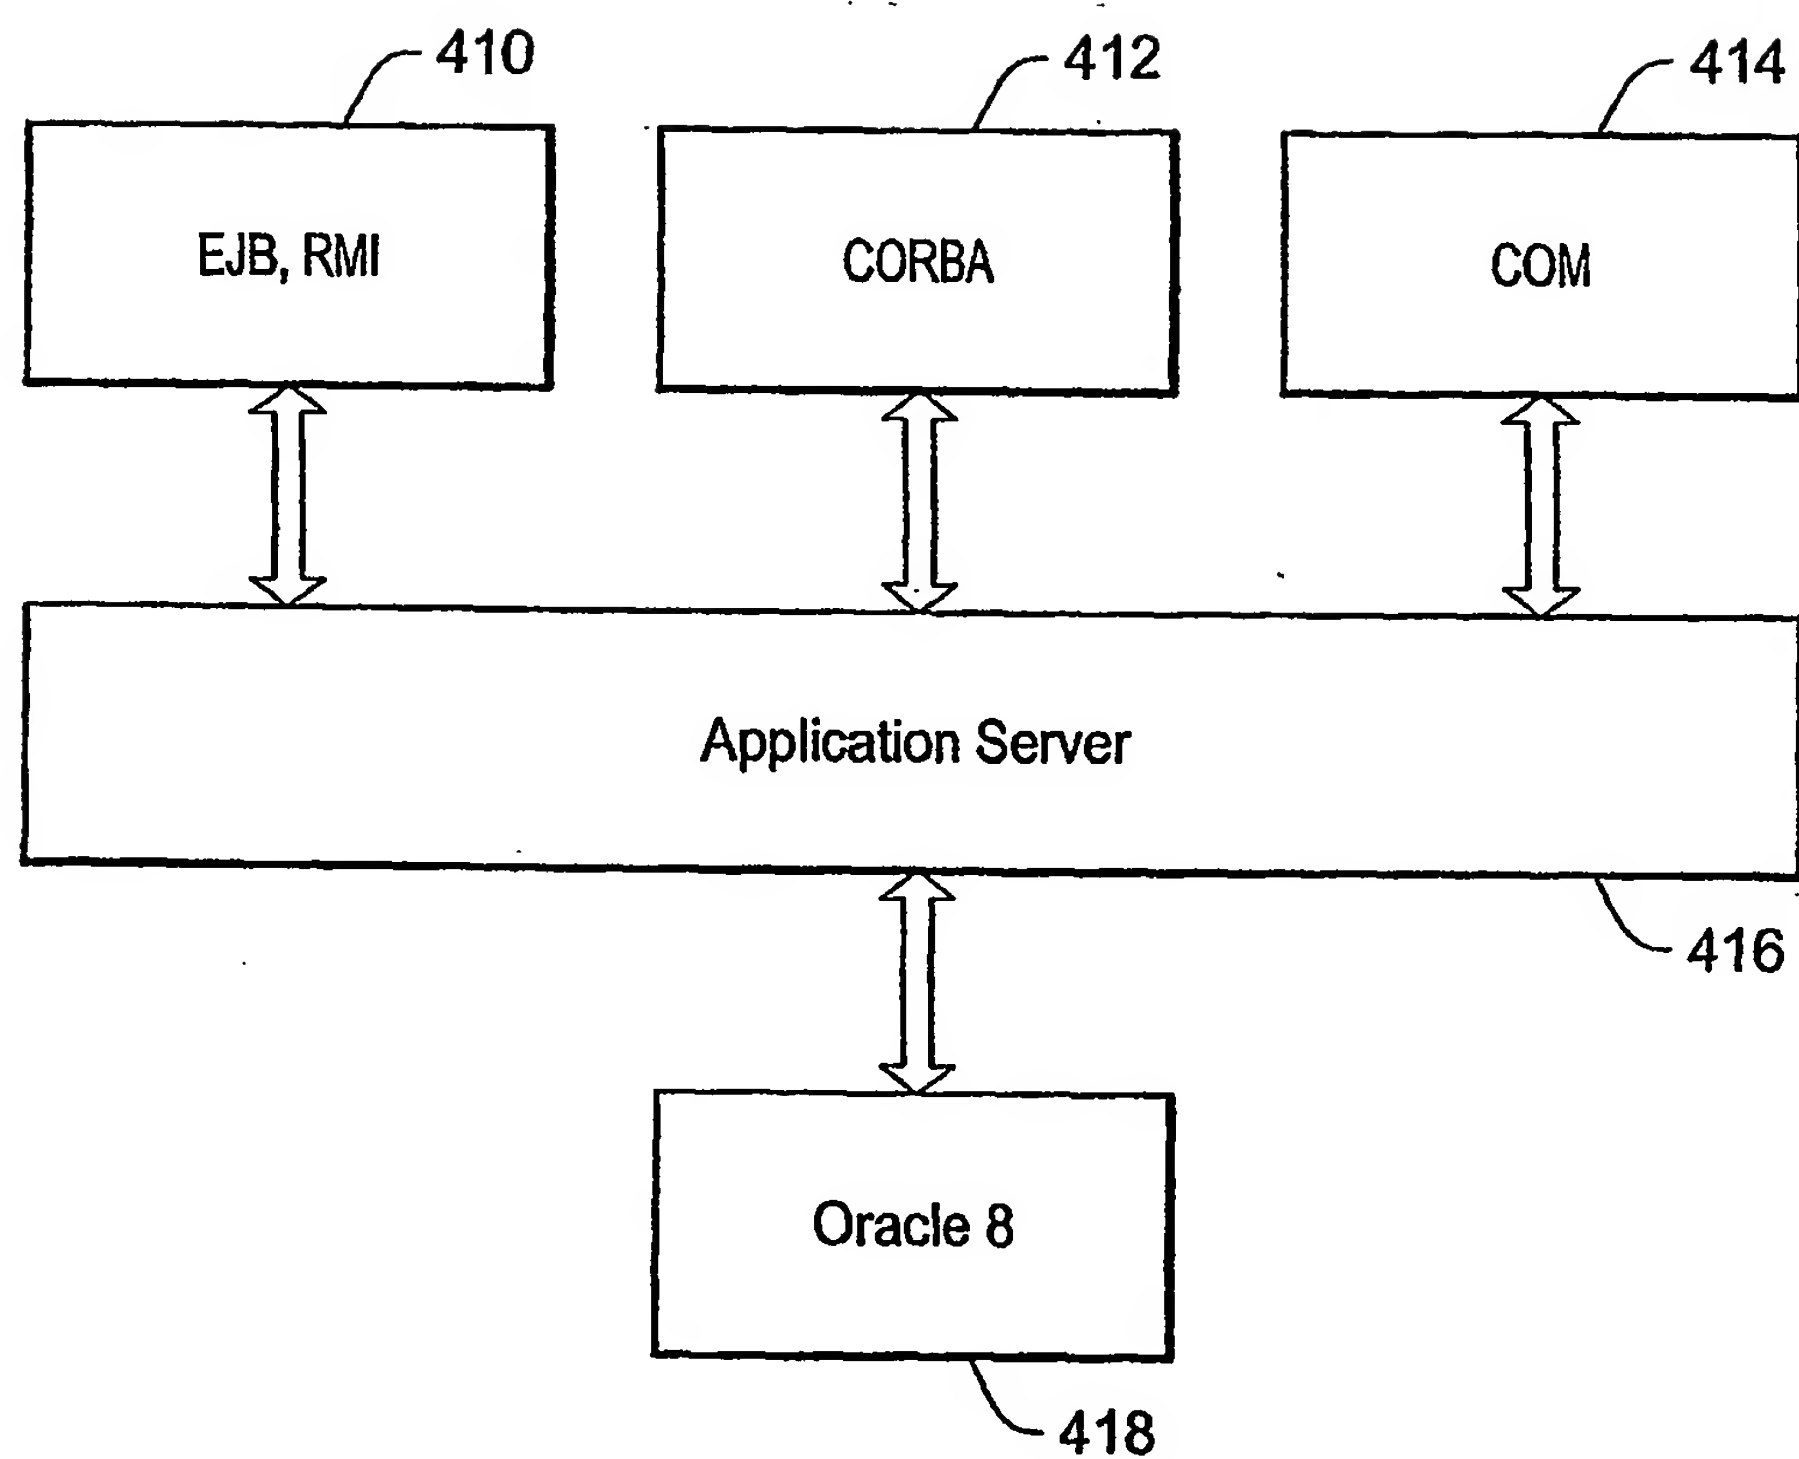 410
412
414
EJB, RMI
CORBA
COM
Application Server
416
Oracle 8
418